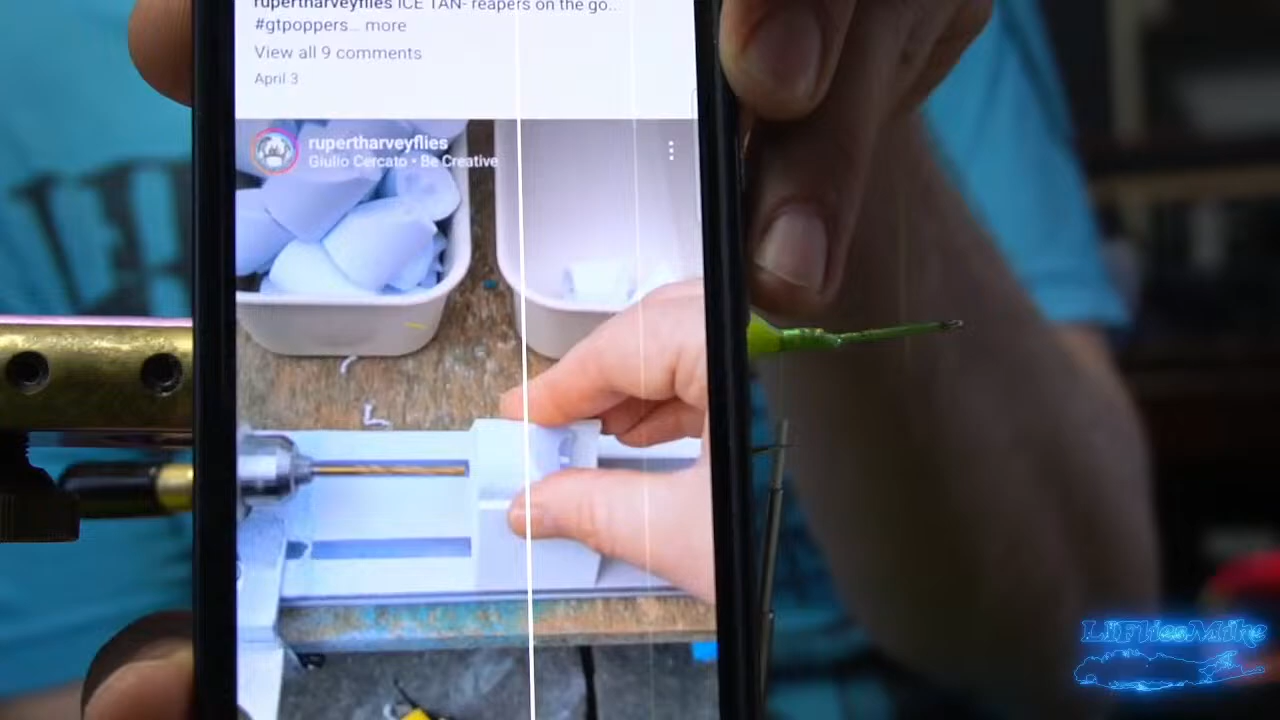 rupertharveyflies ICE TAN- reapers on the go..
#gtpoppers... more
View all 9 comments
April 3
rupertharveyflies
Giulio Cercato • Be Creative
LiFliesMike